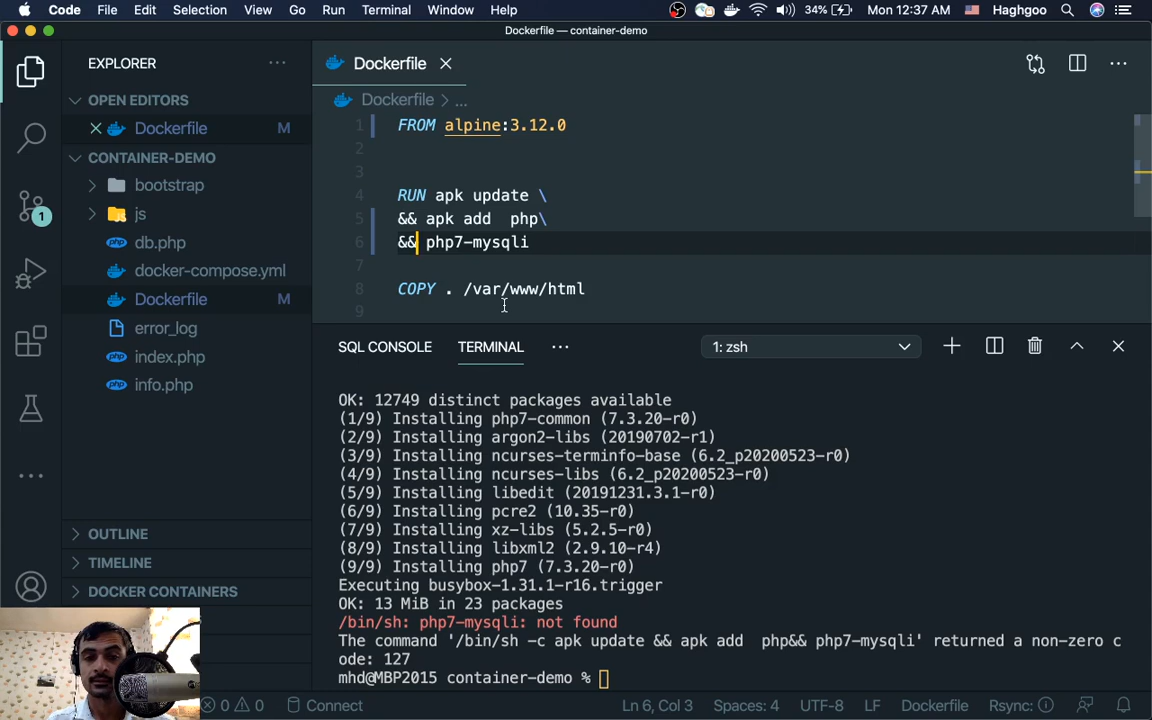 Code File Edit Selection View Go Run Terminal Window Help 34% Mon 12:37 AM Haghgoo
Dockerfile — container-demo
EXPLORER
OPEN EDITORS
Dockerfile M
CONTAINER-DEMO
bootstrap
js
db.php
docker-compose.yml
Dockerfile
error_log
index.php
info.php
OUTLINE
TIMELINE
DOCKER CONTAINERS
1
Dockerfile
Dockerfile > ...
1 FROM alpine:3.12.0
2
3
4 RUN apk update \
5 && apk add  php\
6 && php7-mysqli
7
8 COPY . /var/www/html
9
SQL CONSOLE TERMINAL ... 1: zsh
OK: 12749 distinct packages available
(1/9) Installing php7-common (7.3.20-r0)
(2/9) Installing argon2-libs (20190702-r1)
(3/9) Installing ncurses-terminfo-base (6.2_p20200523-r0)
(4/9) Installing ncurses-libs (6.2_p20200523-r0)
(5/9) Installing libedit (20191231.3.1-r0)
(6/9) Installing pcre2 (10.35-r0)
(7/9) Installing xz-libs (5.2.5-r0)
(8/9) Installing libxml2 (2.9.10-r4)
(9/9) Installing php7 (7.3.20-r0)
Executing busybox-1.31.1-r16.trigger
OK: 13 MiB in 23 packages
/bin/sh: php7-mysqli: not found
The command '/bin/sh -c apk update && apk add  php&& php7-mysqli' returned a non-zero c
ode: 127
mhd@MBP2015 container-demo %
0 0 Connect Ln 6, Col 3 Spaces: 4 UTF-8 LF Dockerfile Rsync: